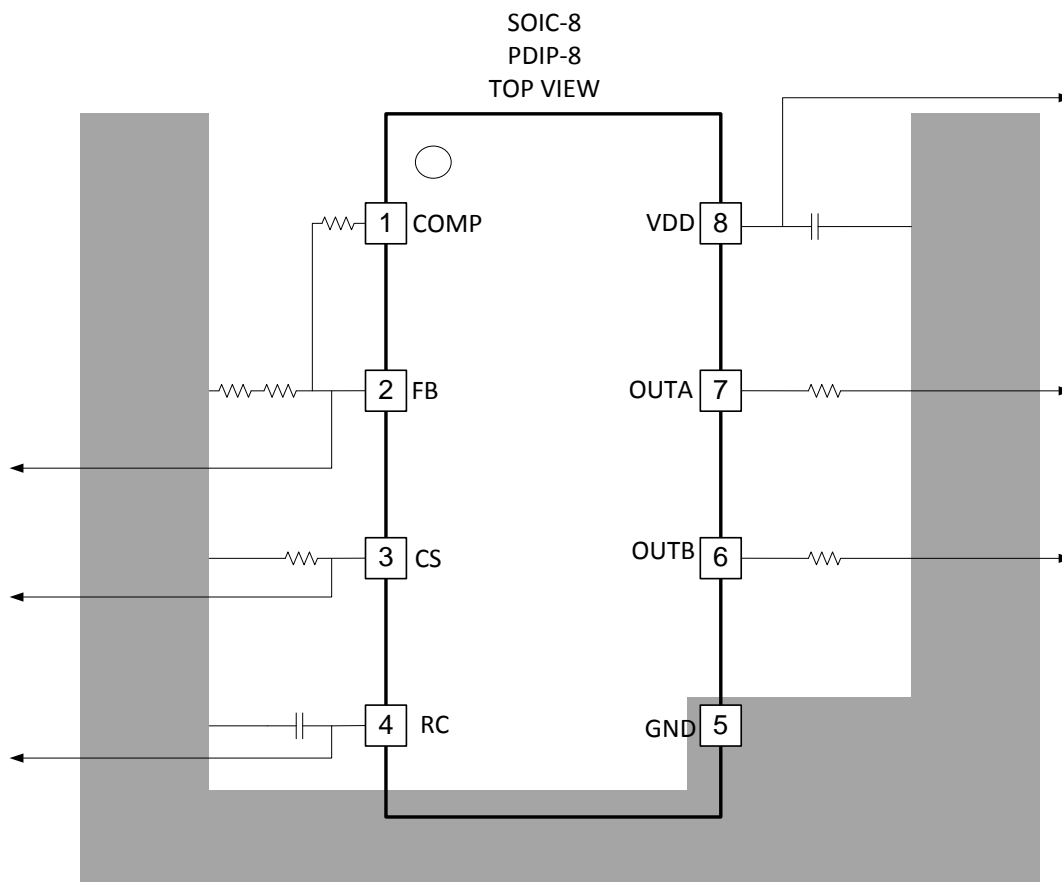 SOIC-8
PDIP-8
TOP VIEW
1 COMP
VDD 8
2 FB
OUTA 7
3 CS
OUTB 6
4 RC
GND 5